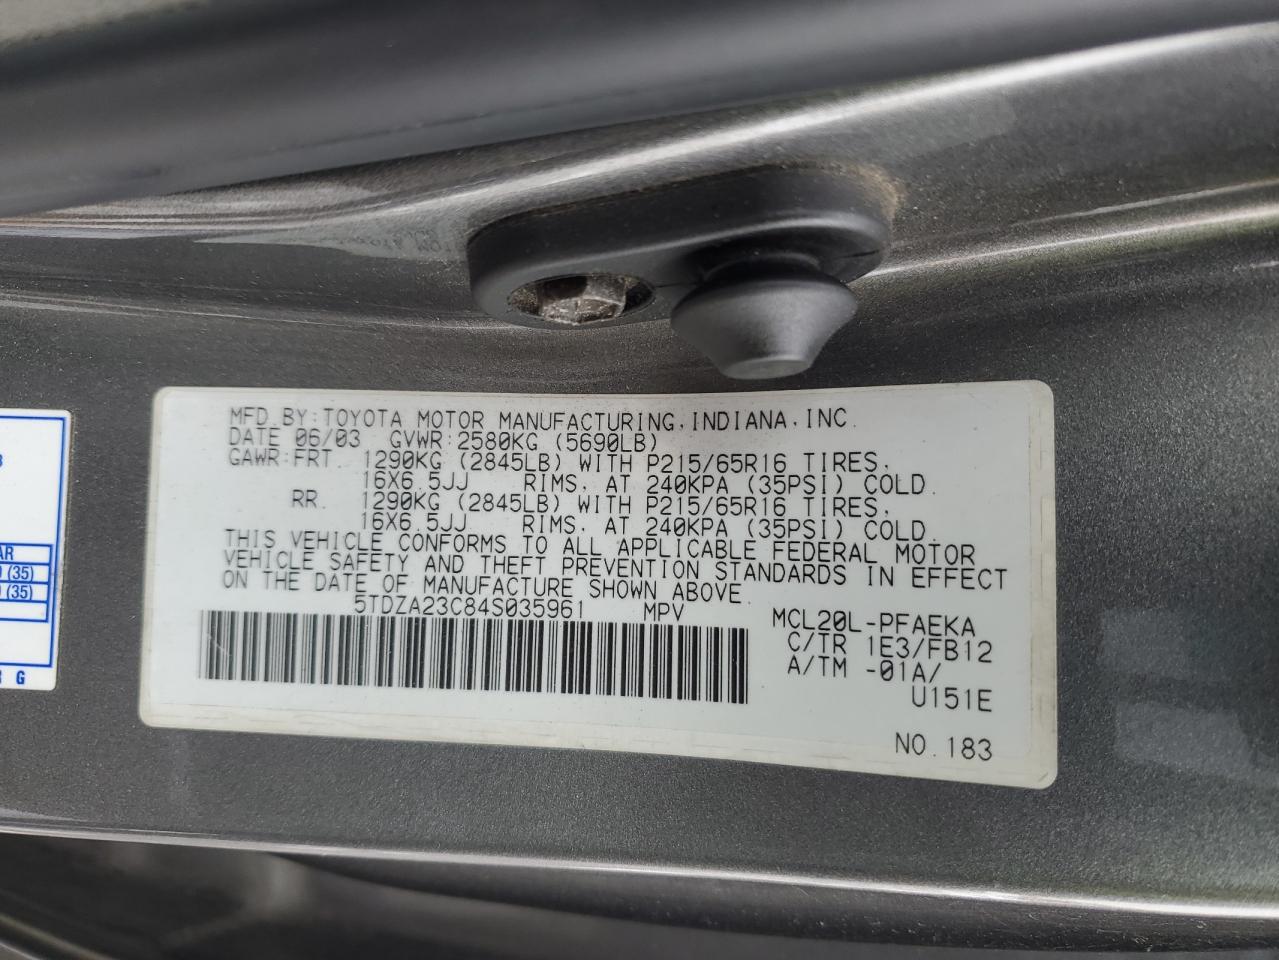 MFD. BY: TOYOTA MOTOR MANUFACTURING, INDIANA, INC.
DATE 06/03 GVWR: 2580KG (5690LB)
GAWR: FRT. 1290KG (2845LB) WITH P215/65R16 TIRES,
16X6.5JJ RIMS, AT 240KPA (35PSI) COLD.
RR. 1290KG (2845LB) WITH P215/65R16 TIRES,
16X6.5JJ RIMS, AT 240KPA (35PSI) COLD.
THIS VEHICLE CONFORMS TO ALL APPLICABLE FEDERAL MOTOR
VEHICLE SAFETY AND THEFT PREVENTION STANDARDS IN EFFECT
ON THE DATE OF MANUFACTURE SHOWN ABOVE.
5TDZA23C84S035961 MPV
MCL20L-PFAEKA
C/TR 1E3/FB12
A/TM -01A/
U151E
NO.183
AR
(35)
(35)
G